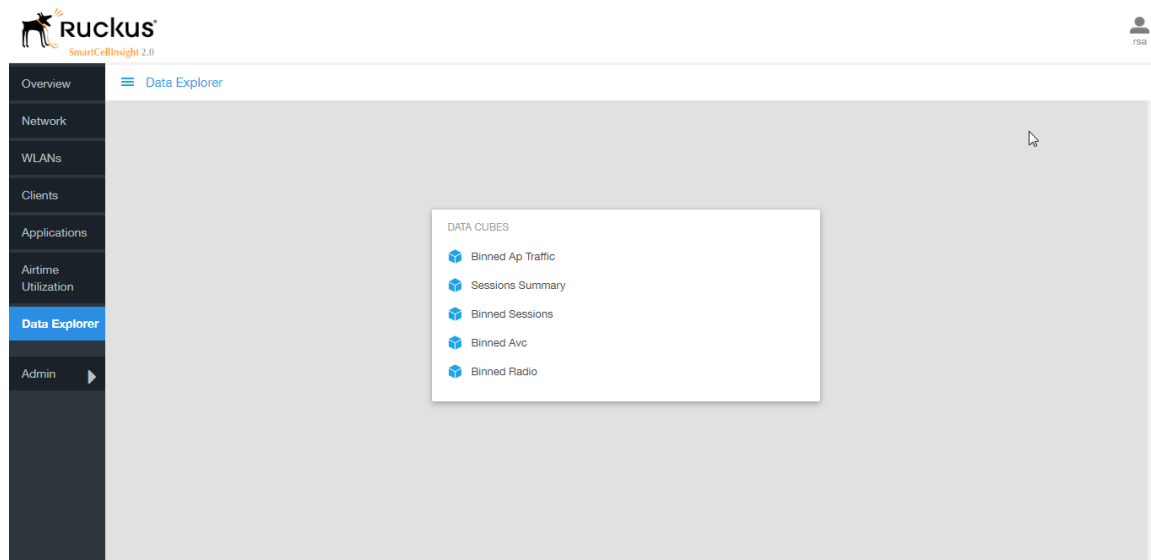 RUCKUS
SmartCellInsight 2.0
rsa
Overview
Network
WLANs
Clients
Applications
Airtime
Utilization
Data Explorer
Admin
Data Explorer
DATA CUBES
Binned Ap Traffic
Sessions Summary
Binned Sessions
Binned Avc
Binned Radio